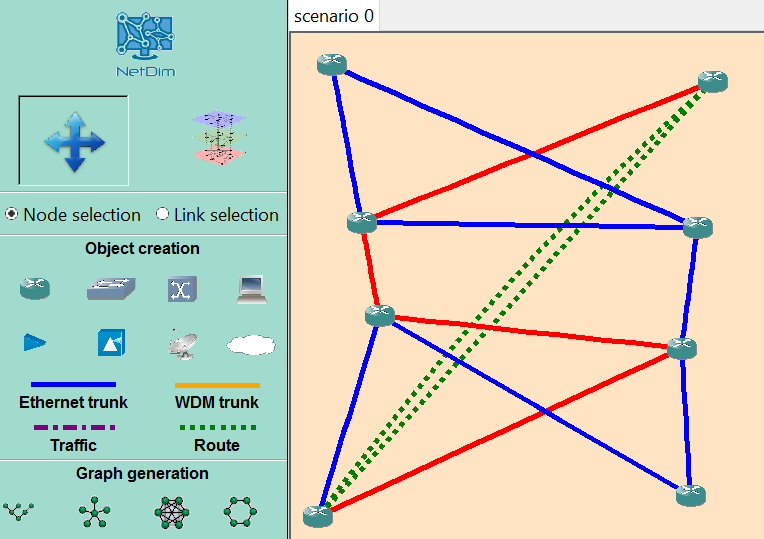 scenario 0
NetDim
Node selection Link selection
Object creation
Ethernet trunk WDM trunk
Traffic Route
Graph generation